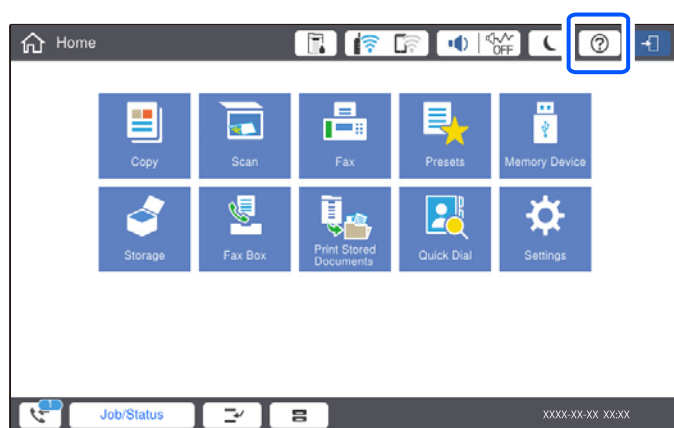 Home
OFF
?
Copy
Scan
Fax
Presets
Memory Device
Storage
Fax Box
Print Stored
Documents
Quick Dial
Settings
1
Job/Status
XXXX-XX-XX XX:XX